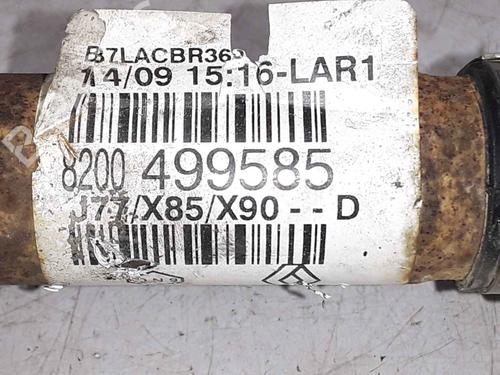 B7LACBR369
14/09 15:16-LAR1
8200 499585
J77/X85/X90 - - D